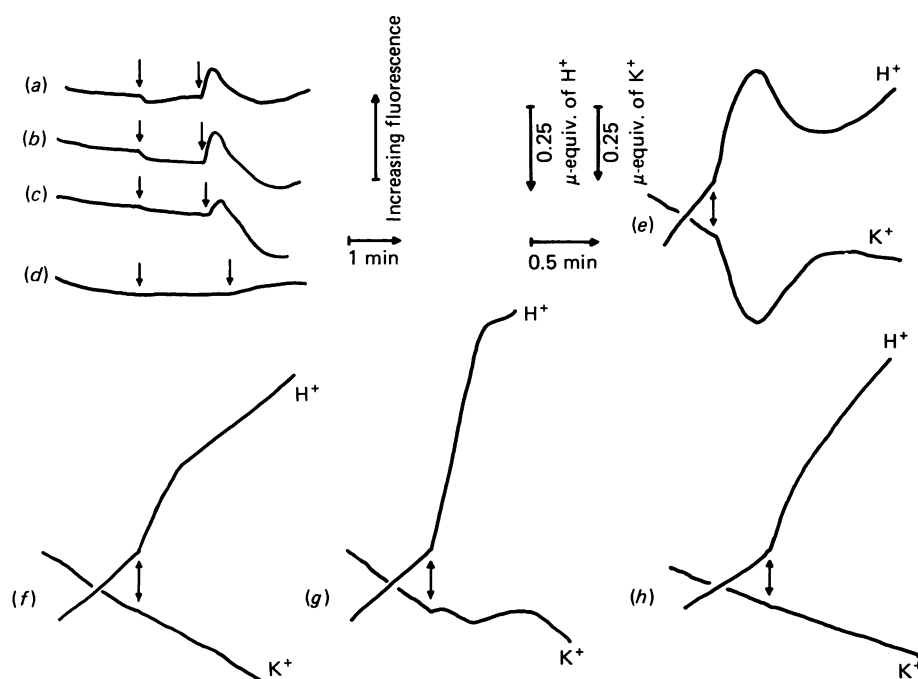 (a)
(b)
(c)
(d)
Increasing fluorescence
1 min
0.25
μ-equiv. of H⁺
0.25
μ-equiv. of K⁺
0.5 min
(e)
H⁺
K⁺
(f)
H⁺
K⁺
(g)
H⁺
K⁺
(h)
H⁺
K⁺